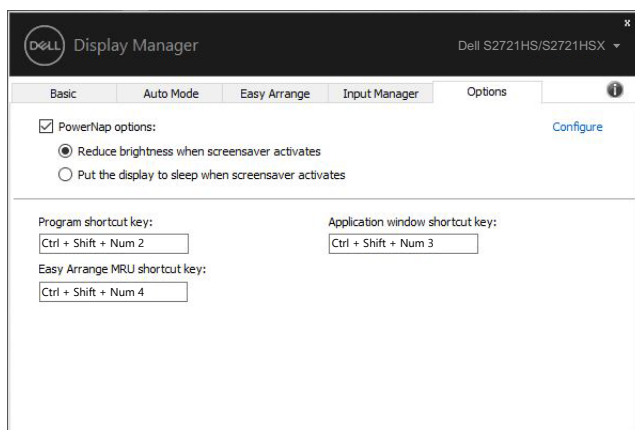 x
DELL Display Manager Dell S2721HS/S2721HSX
Basic Auto Mode Easy Arrange Input Manager Options i
PowerNap options: Configure
Reduce brightness when screensaver activates
Put the display to sleep when screensaver activates
Program shortcut key: Application window shortcut key:
Ctrl + Shift + Num 2 Ctrl + Shift + Num 3
Easy Arrange MRU shortcut key:
Ctrl + Shift + Num 4